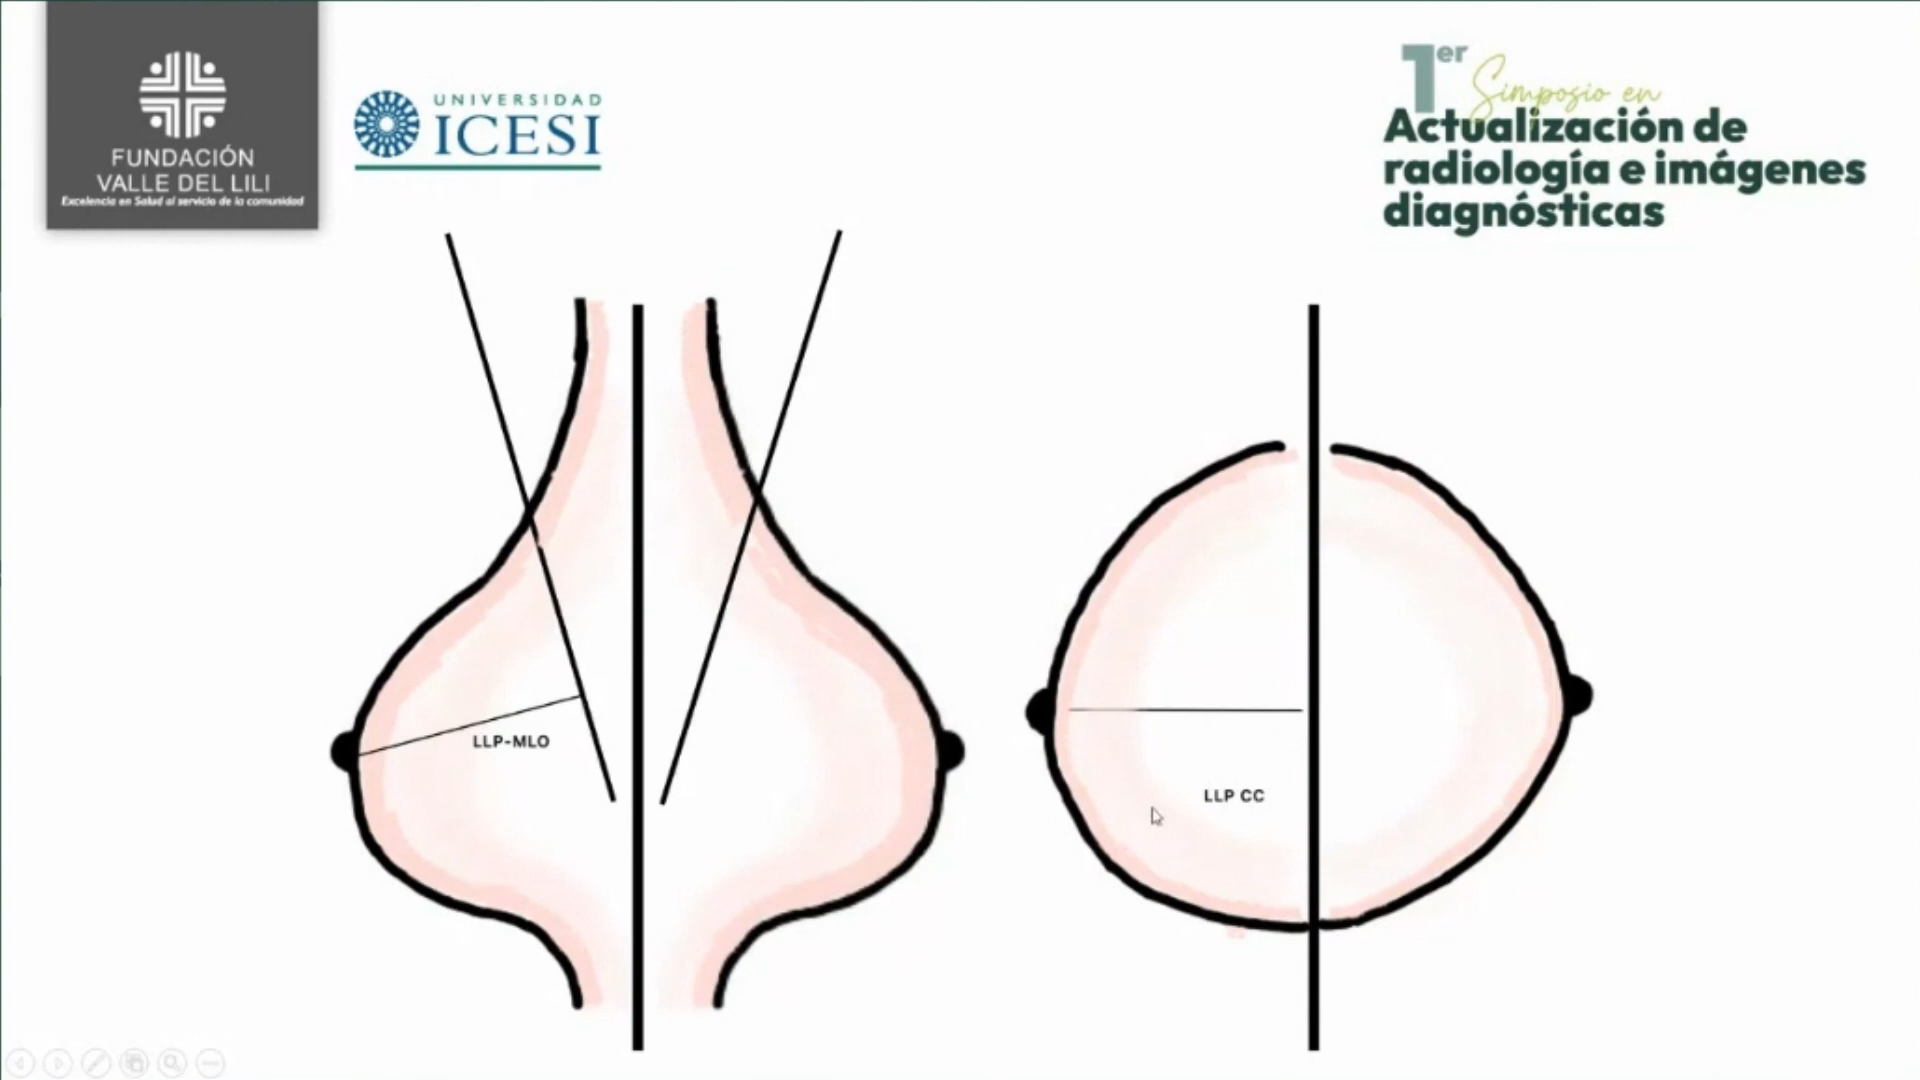 FUNDACIÓN
VALLE DEL LILI
Excelencia en Salud al servicio de la comunidad
UNIVERSIDAD
ICESI
1er
Simposio en
Actualización de
radiología e imágenes
diagnósticas
LLP-MLO
LLP CC